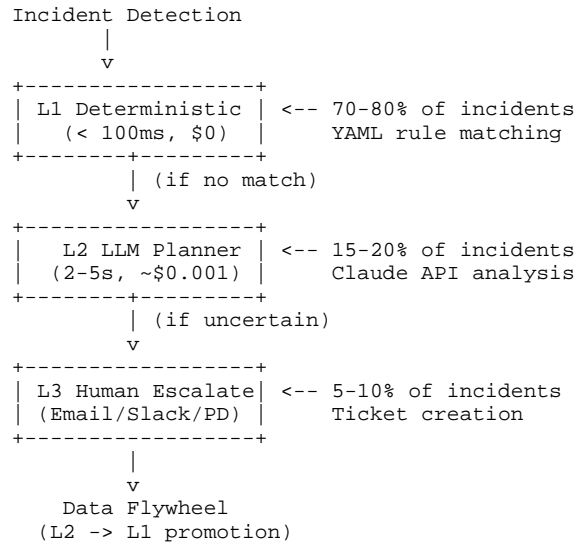 Incident Detection
|
v
+-------------------+
| L1 Deterministic | <-- 70-80% of incidents
| (< 100ms, $0) | YAML rule matching
+--------+----------+
| (if no match)
v
+-------------------+
| L2 LLM Planner | <-- 15-20% of incidents
| (2-5s, ~$0.001) | Claude API analysis
+--------+----------+
| (if uncertain)
v
+-------------------+
| L3 Human Escalate| <-- 5-10% of incidents
| (Email/Slack/PD) | Ticket creation
+-------------------+
|
v
Data Flywheel
(L2 -> L1 promotion)